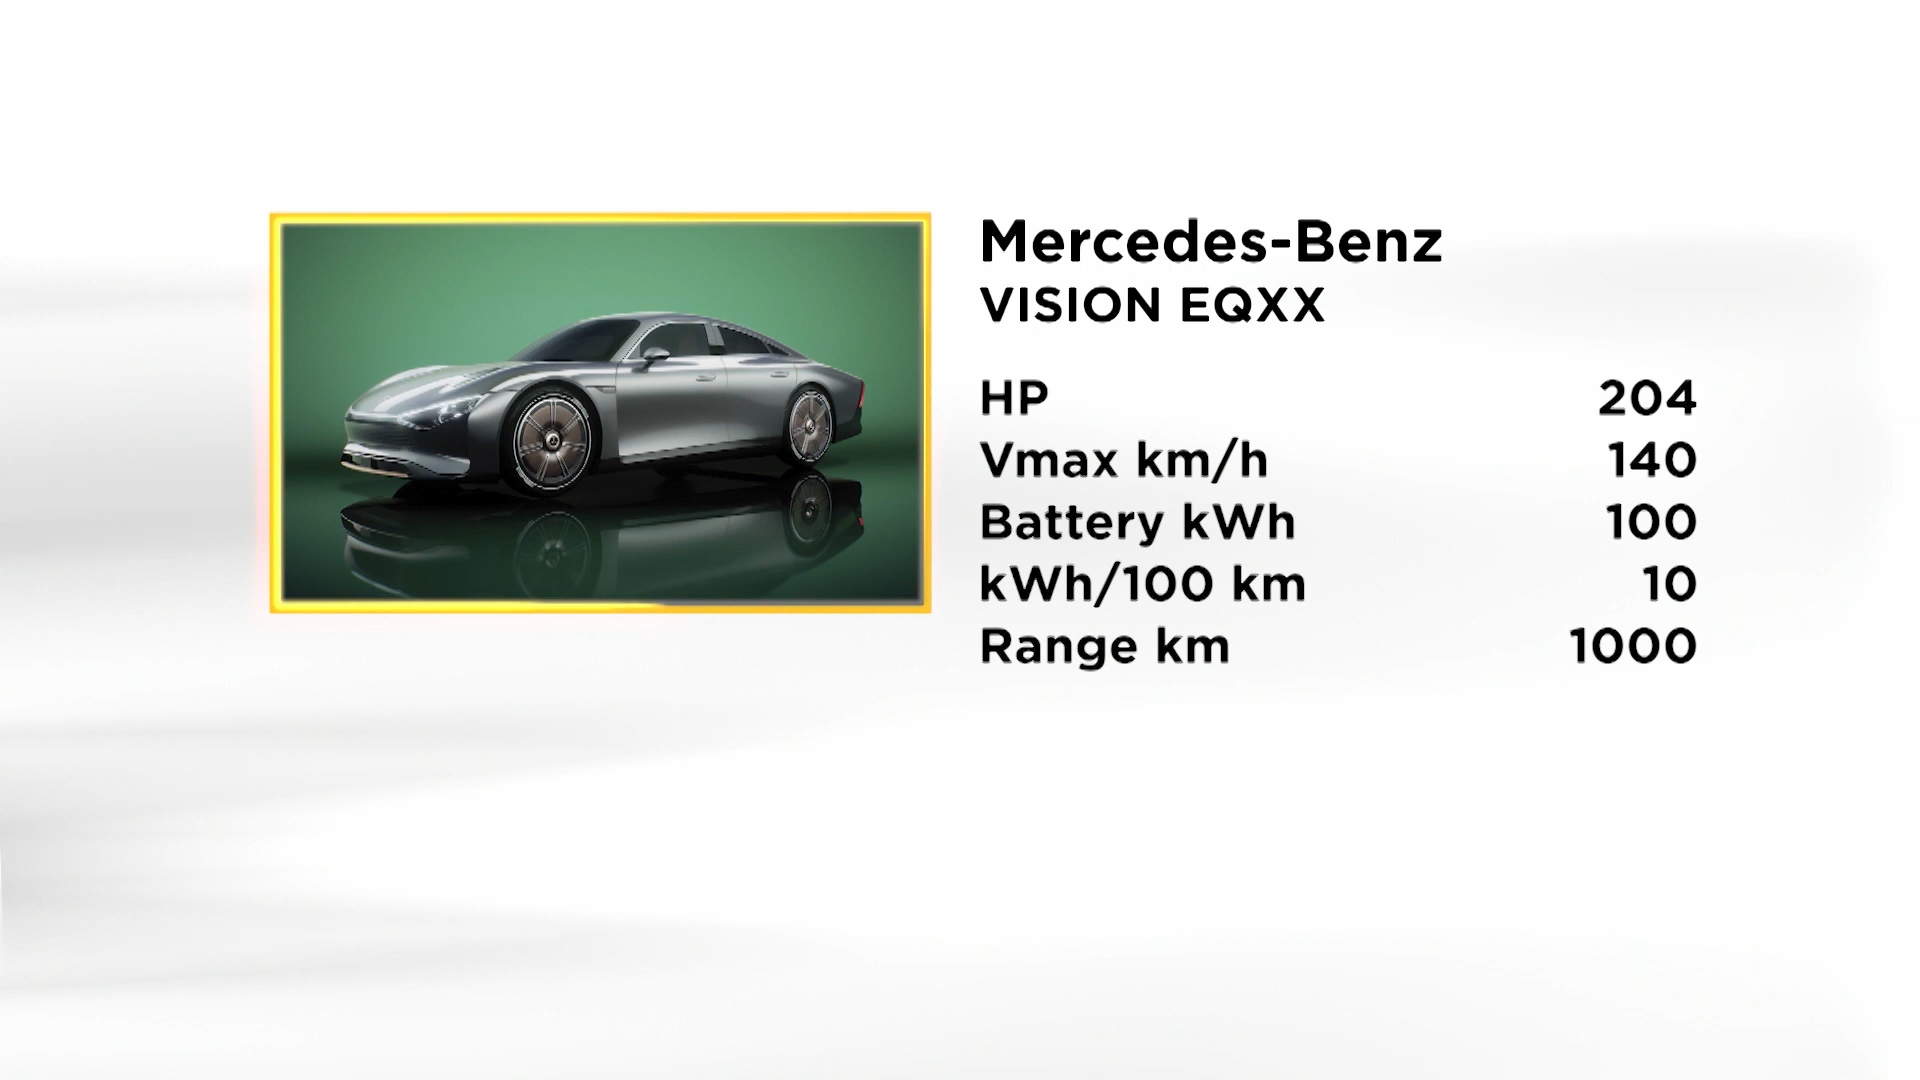 Mercedes-Benz
VISION EQXX
HP 204
Vmax km/h 140
Battery kWh 100
kWh/100 km 10
Range km 1000